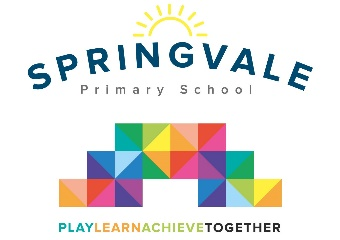 SPRINGVALE
Primary School
PLAYLEARNACHIEVETOGETHER